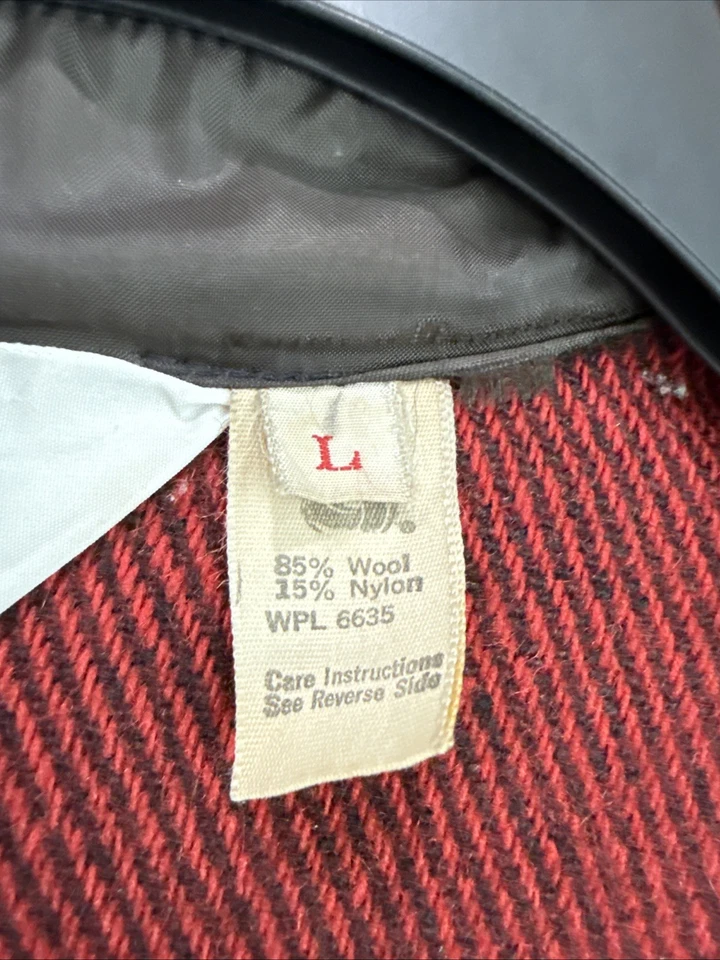 L
®
85% Wool
15% Nylon
WPL 6635
Care Instructions
See Reverse Side